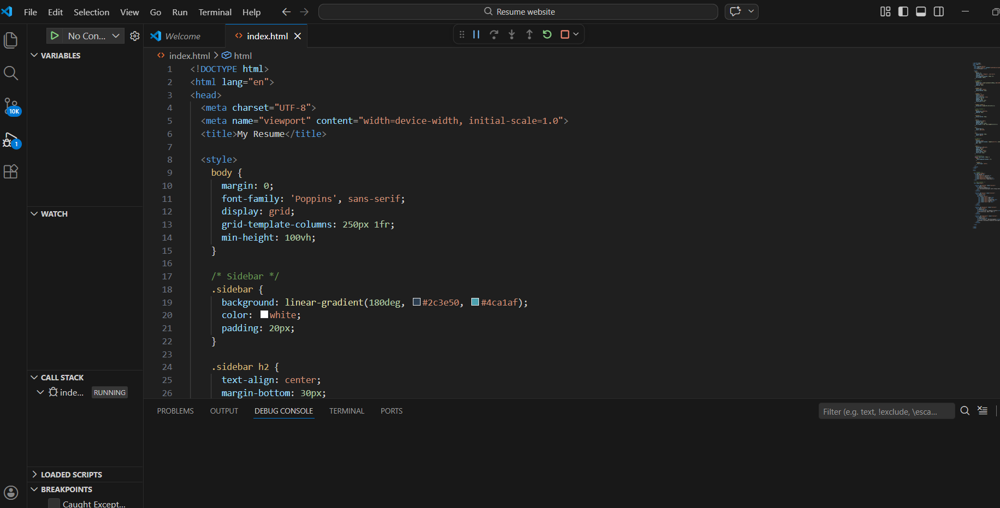 File Edit Selection View Go Run Terminal Help
Resume website
No Con...
Welcome
index.html
VARIABLES
index.html > html
10K
1
WATCH
CALL STACK
inde...
RUNNING
LOADED SCRIPTS
BREAKPOINTS
Caught Except...
1 <!DOCTYPE html>
2 <html lang="en">
3 <head>
4 <meta charset="UTF-8">
5 <meta name="viewport" content="width=device-width, initial-scale=1.0">
6 <title>My Resume</title>
7
8 <style>
9 body {
10 margin: 0;
11 font-family: 'Poppins', sans-serif;
12 display: grid;
13 grid-template-columns: 250px 1fr;
14 min-height: 100vh;
15 }
16
17 /* Sidebar */
18 .sidebar {
19 background: linear-gradient(180deg, #2c3e50, #4ca1af);
20 color: white;
21 padding: 20px;
22 }
23
24 .sidebar h2 {
25 text-align: center;
26 margin-bottom: 30px;
PROBLEMS OUTPUT DEBUG CONSOLE TERMINAL PORTS
Filter (e.g. text, !exclude, \esca...